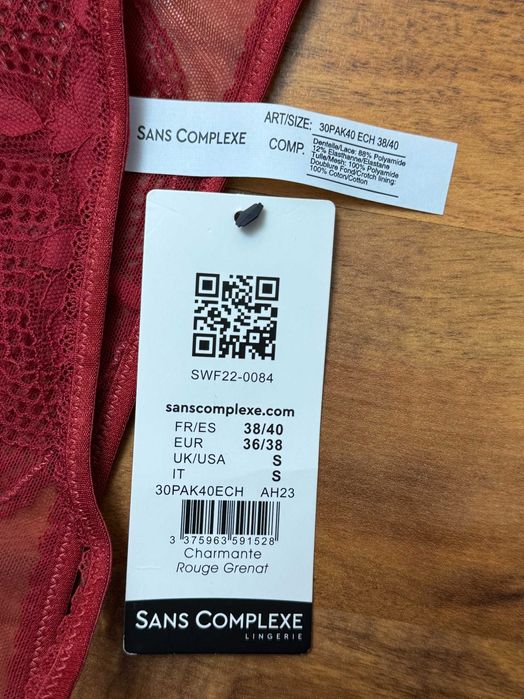 SANS COMPLEXE
ART/SIZE: 30PAK40 ECH 38/40
COMP. Dentelle/Lace: 88% Polyamide
12% Elasthanne/Elastane
Tulle/Mesh: 100% Polyamide
Doublure Fond/Crotch lining:
100% Coton/Cotton
SWF22-0084
sanscomplexe.com
FR/ES 38/40
EUR 36/38
UK/USA S
IT S
30PAK40ECH AH23
3 375963 591528
Charmante
Rouge Grenat
SANS COMPLEXE
LINGERIE